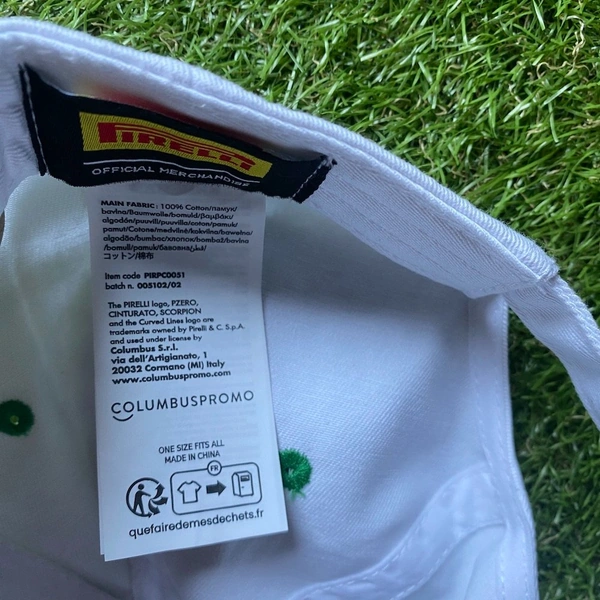 PIRELLI
OFFICIAL MERCHANDISE
MAIN FABRIC: 100% Cotton/памук/
bavlna/Baumwolle/bomuld/βαμβάκι/
algodón/puuvill/puuvilla/coton/pamuk/
pamut/Cotone/medvilnė/kokvilna/bawełna/
algodão/bumbac/хлопок/bombaž/bavlna/
bomull/pamuk/бавовна/قطن/
コットン/棉布
Item code PIRPC0051
batch n. 005102/02
The PIRELLI logo, PZERO,
CINTURATO, SCORPION
and the Curved Lines logo are
trademarks owned by Pirelli & C. S.p.A.
and used under license by
Columbus S.r.l.
via dell'Artigianato, 1
20032 Cormano (MI) Italy
www.columbuspromo.com
COLUMBUSPROMO
ONE SIZE FITS ALL
MADE IN CHINA
FR
quefairedemesdechets.fr